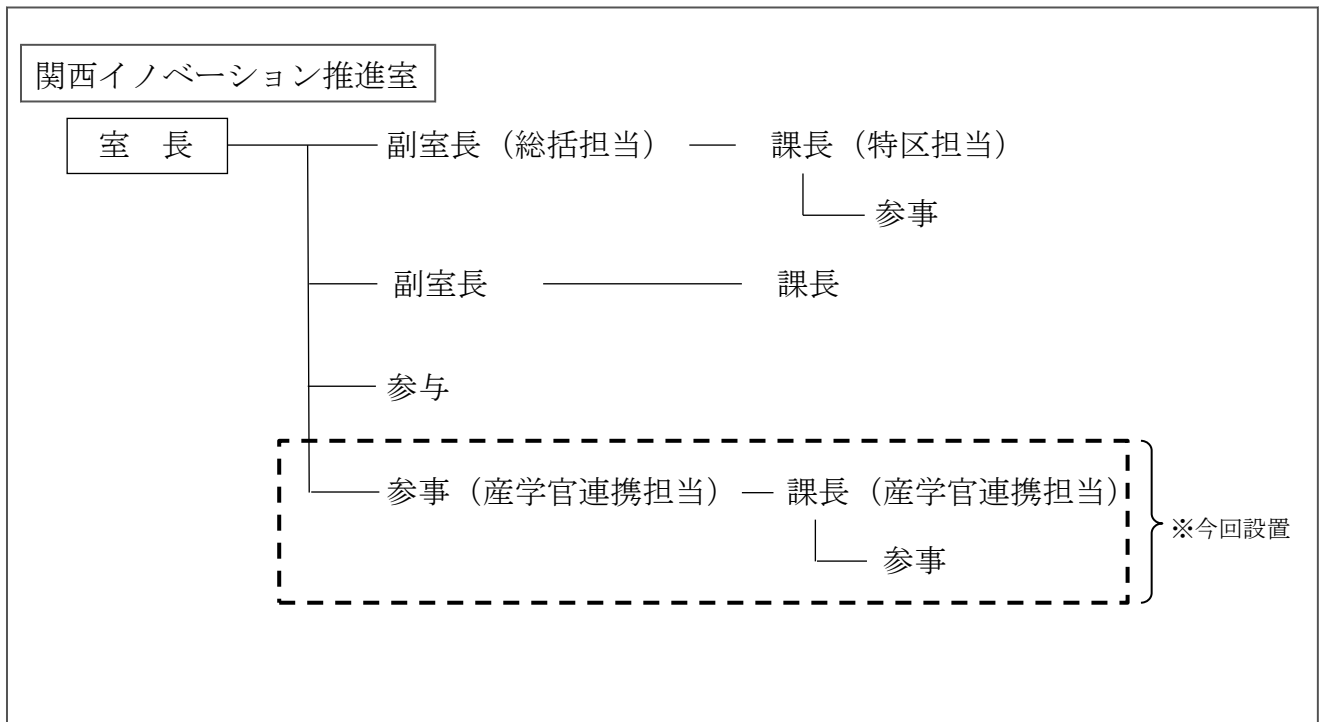 関西イノベーション推進室
室　長
副室長（総括担当）
課長（特区担当）
参事
副室長
課長
参与
参事（産学官連携担当）
課長（産学官連携担当）
※今回設置
参事